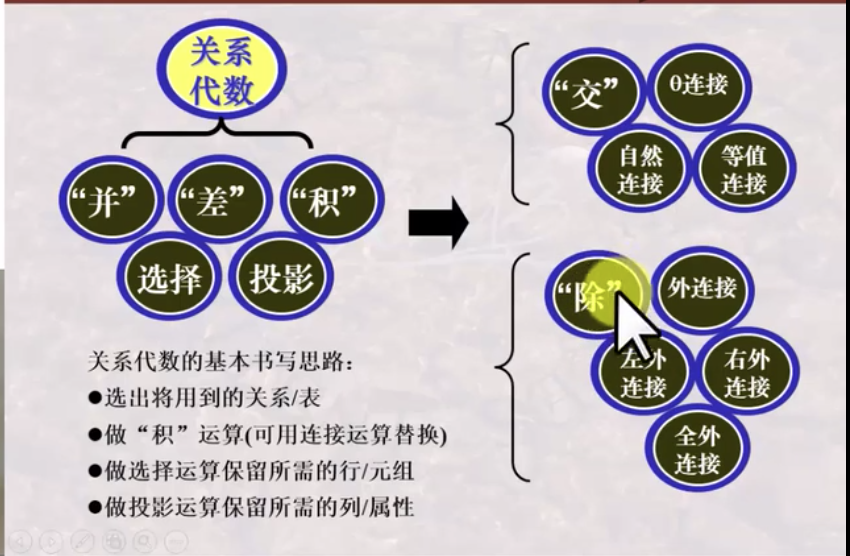 关系
代数
“并”
“差”
“积”
选择
投影
“交”
θ连接
自然
连接
等值
连接
“除”
外连接
左外
连接
右外
连接
全外
连接
关系代数的基本书写思路：
●选出将用到的关系/表
●做“积”运算(可用连接运算替换)
●做选择运算保留所需的行/元组
●做投影运算保留所需的列/属性